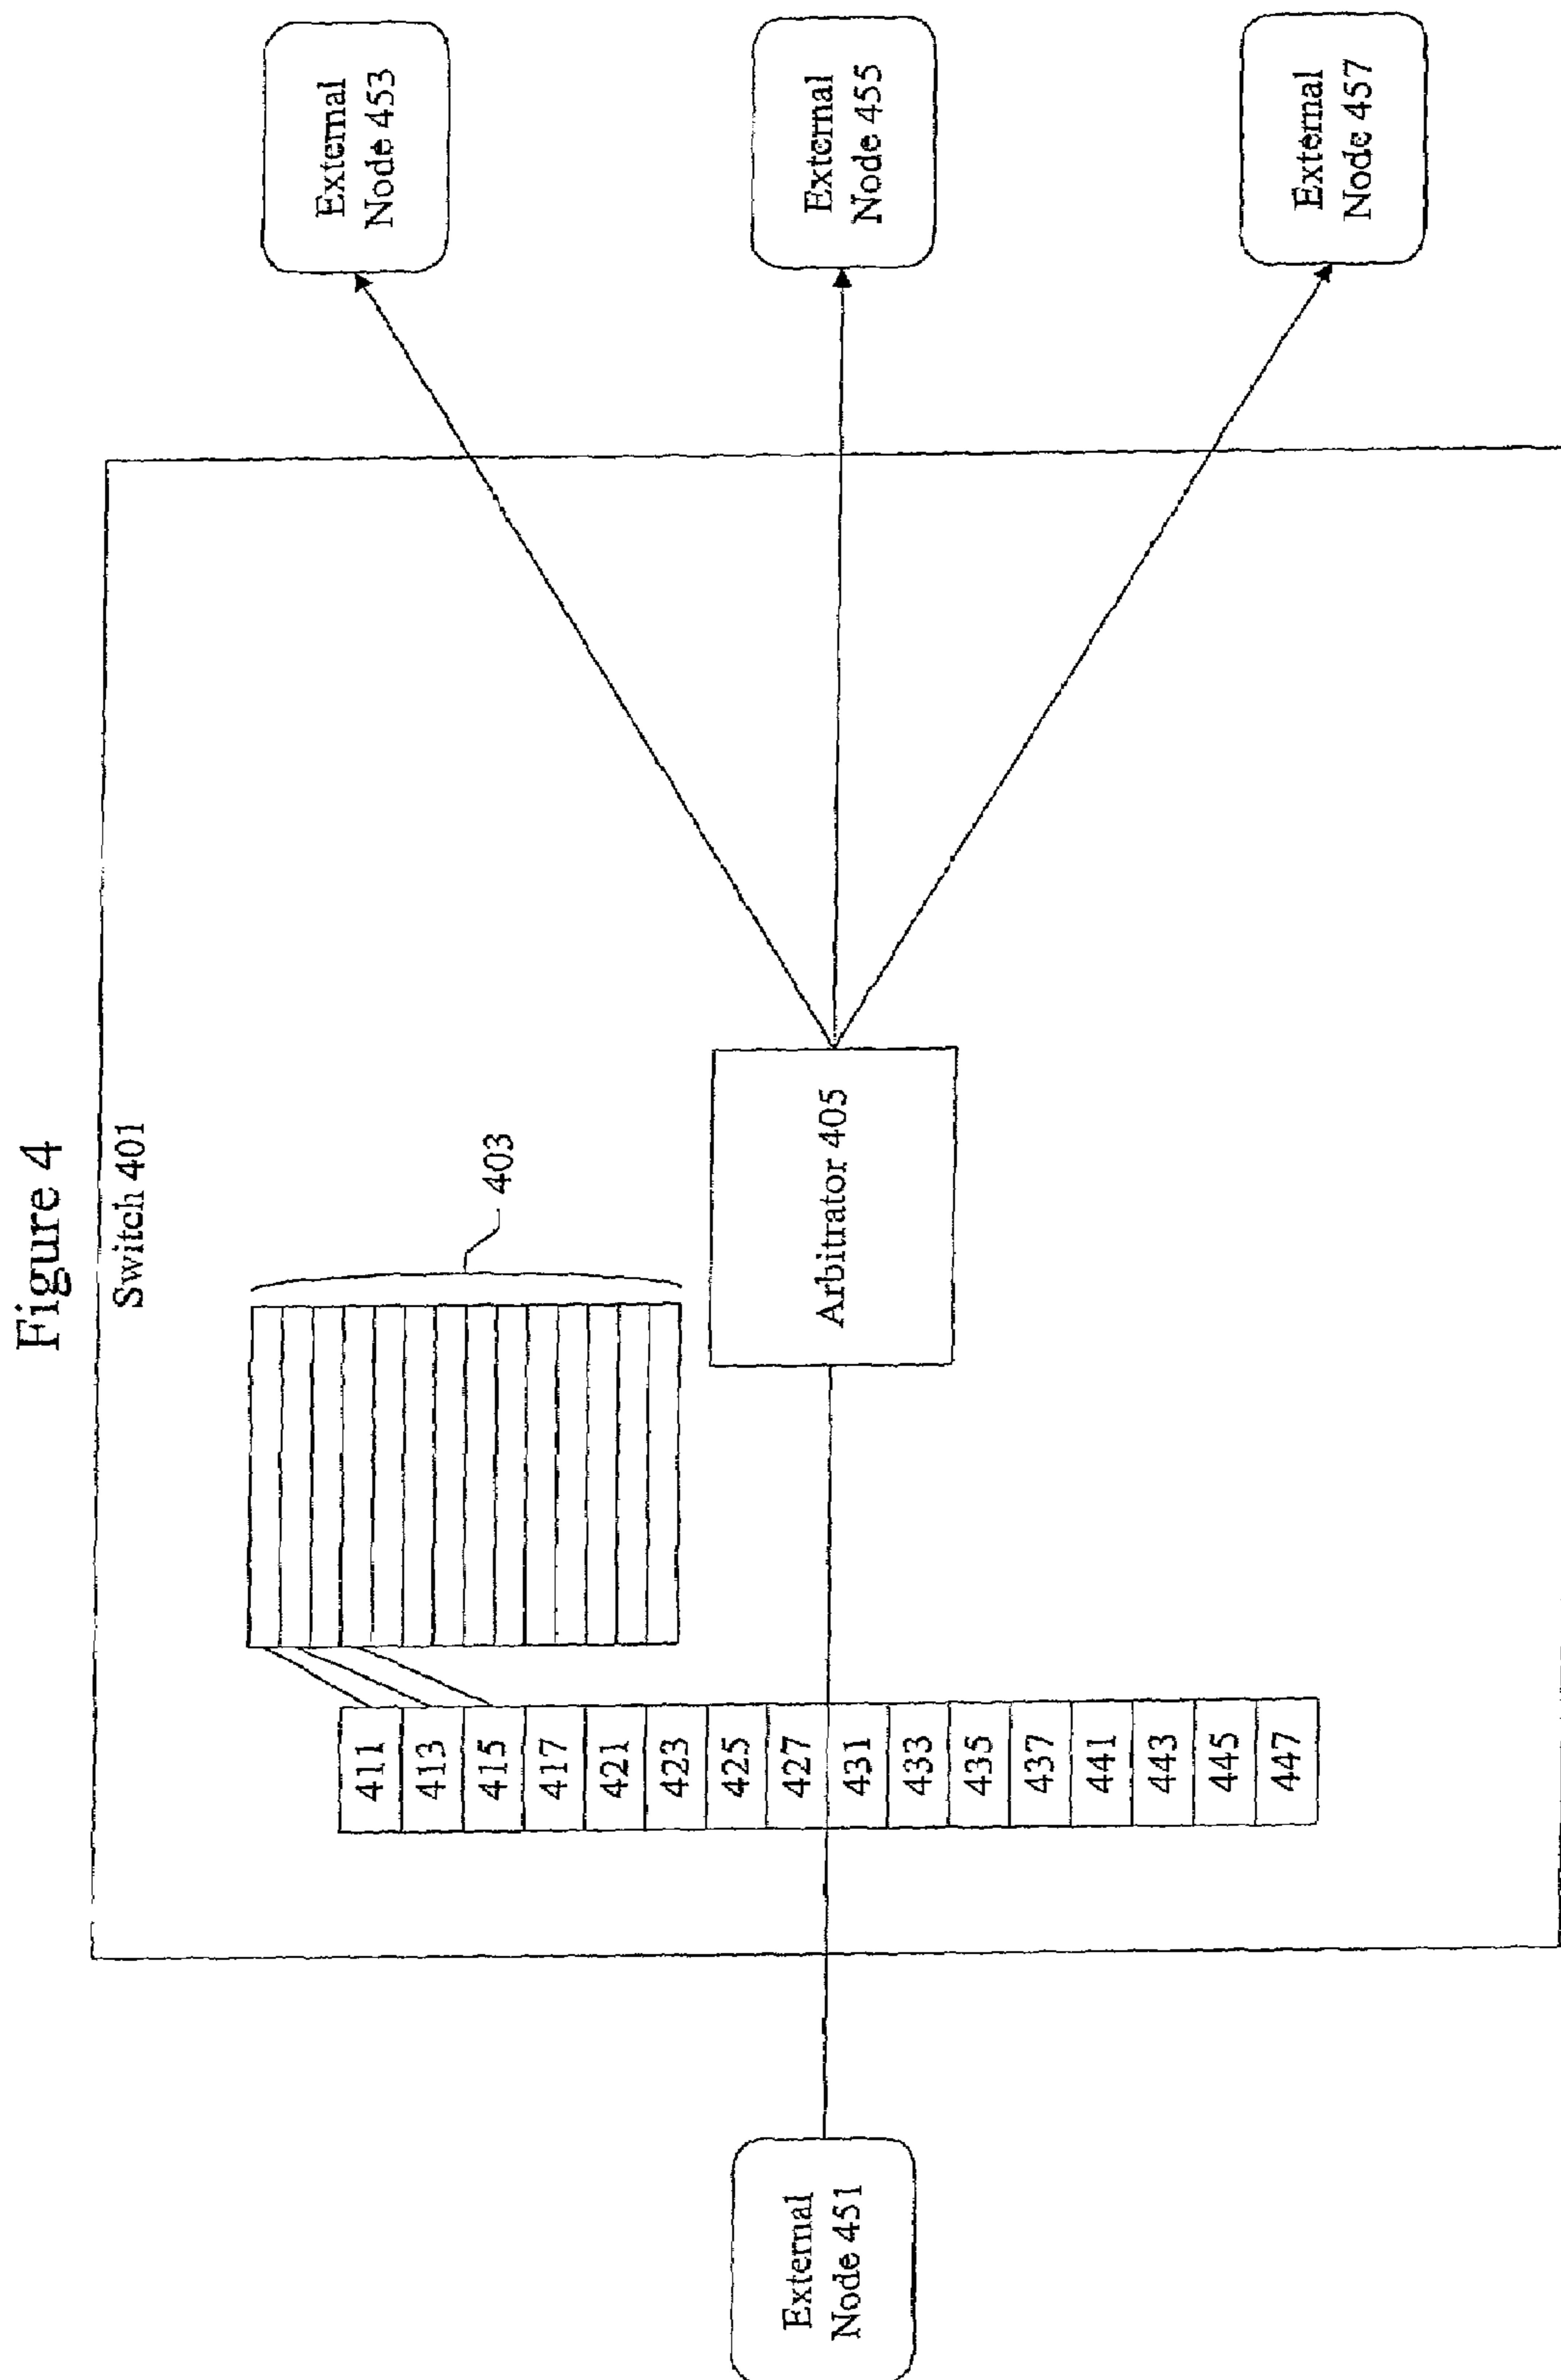 Figure 4
Switch 401
External
Node 451
411
413
415
417
421
423
425
427
431
433
435
437
441
443
445
447
403
Arbitrator 405
External
Node 453
External
Node 455
External
Node 457